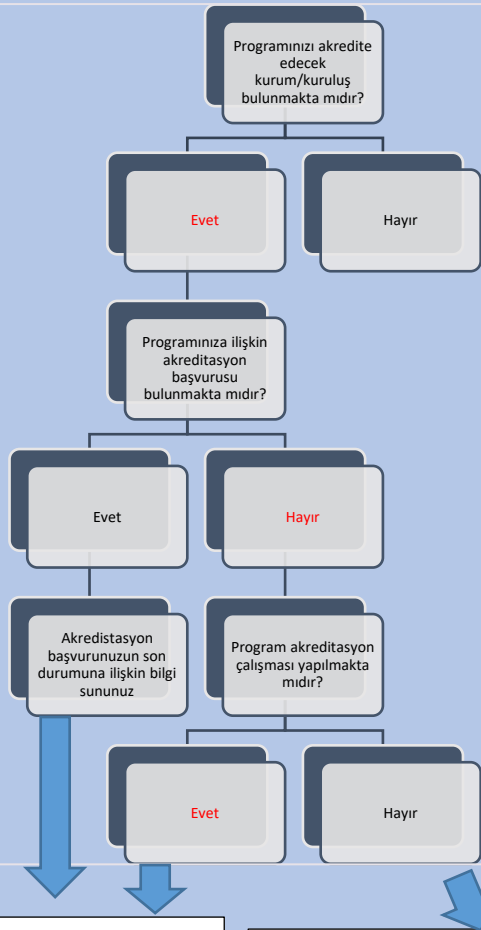 Programınızı akredite
edecek
kurum/kuruluş
bulunmakta mıdır?
Evet
Hayır
Programınıza ilişkin
akreditasyon
başvurusu
bulunmakta mıdır?
Evet
Hayır
Akredistasyon
başvurunuzun son
durumuna ilişkin bilgi
sununuz
Program akreditasyon
çalışması yapılmakta
mıdır?
Evet
Hayır